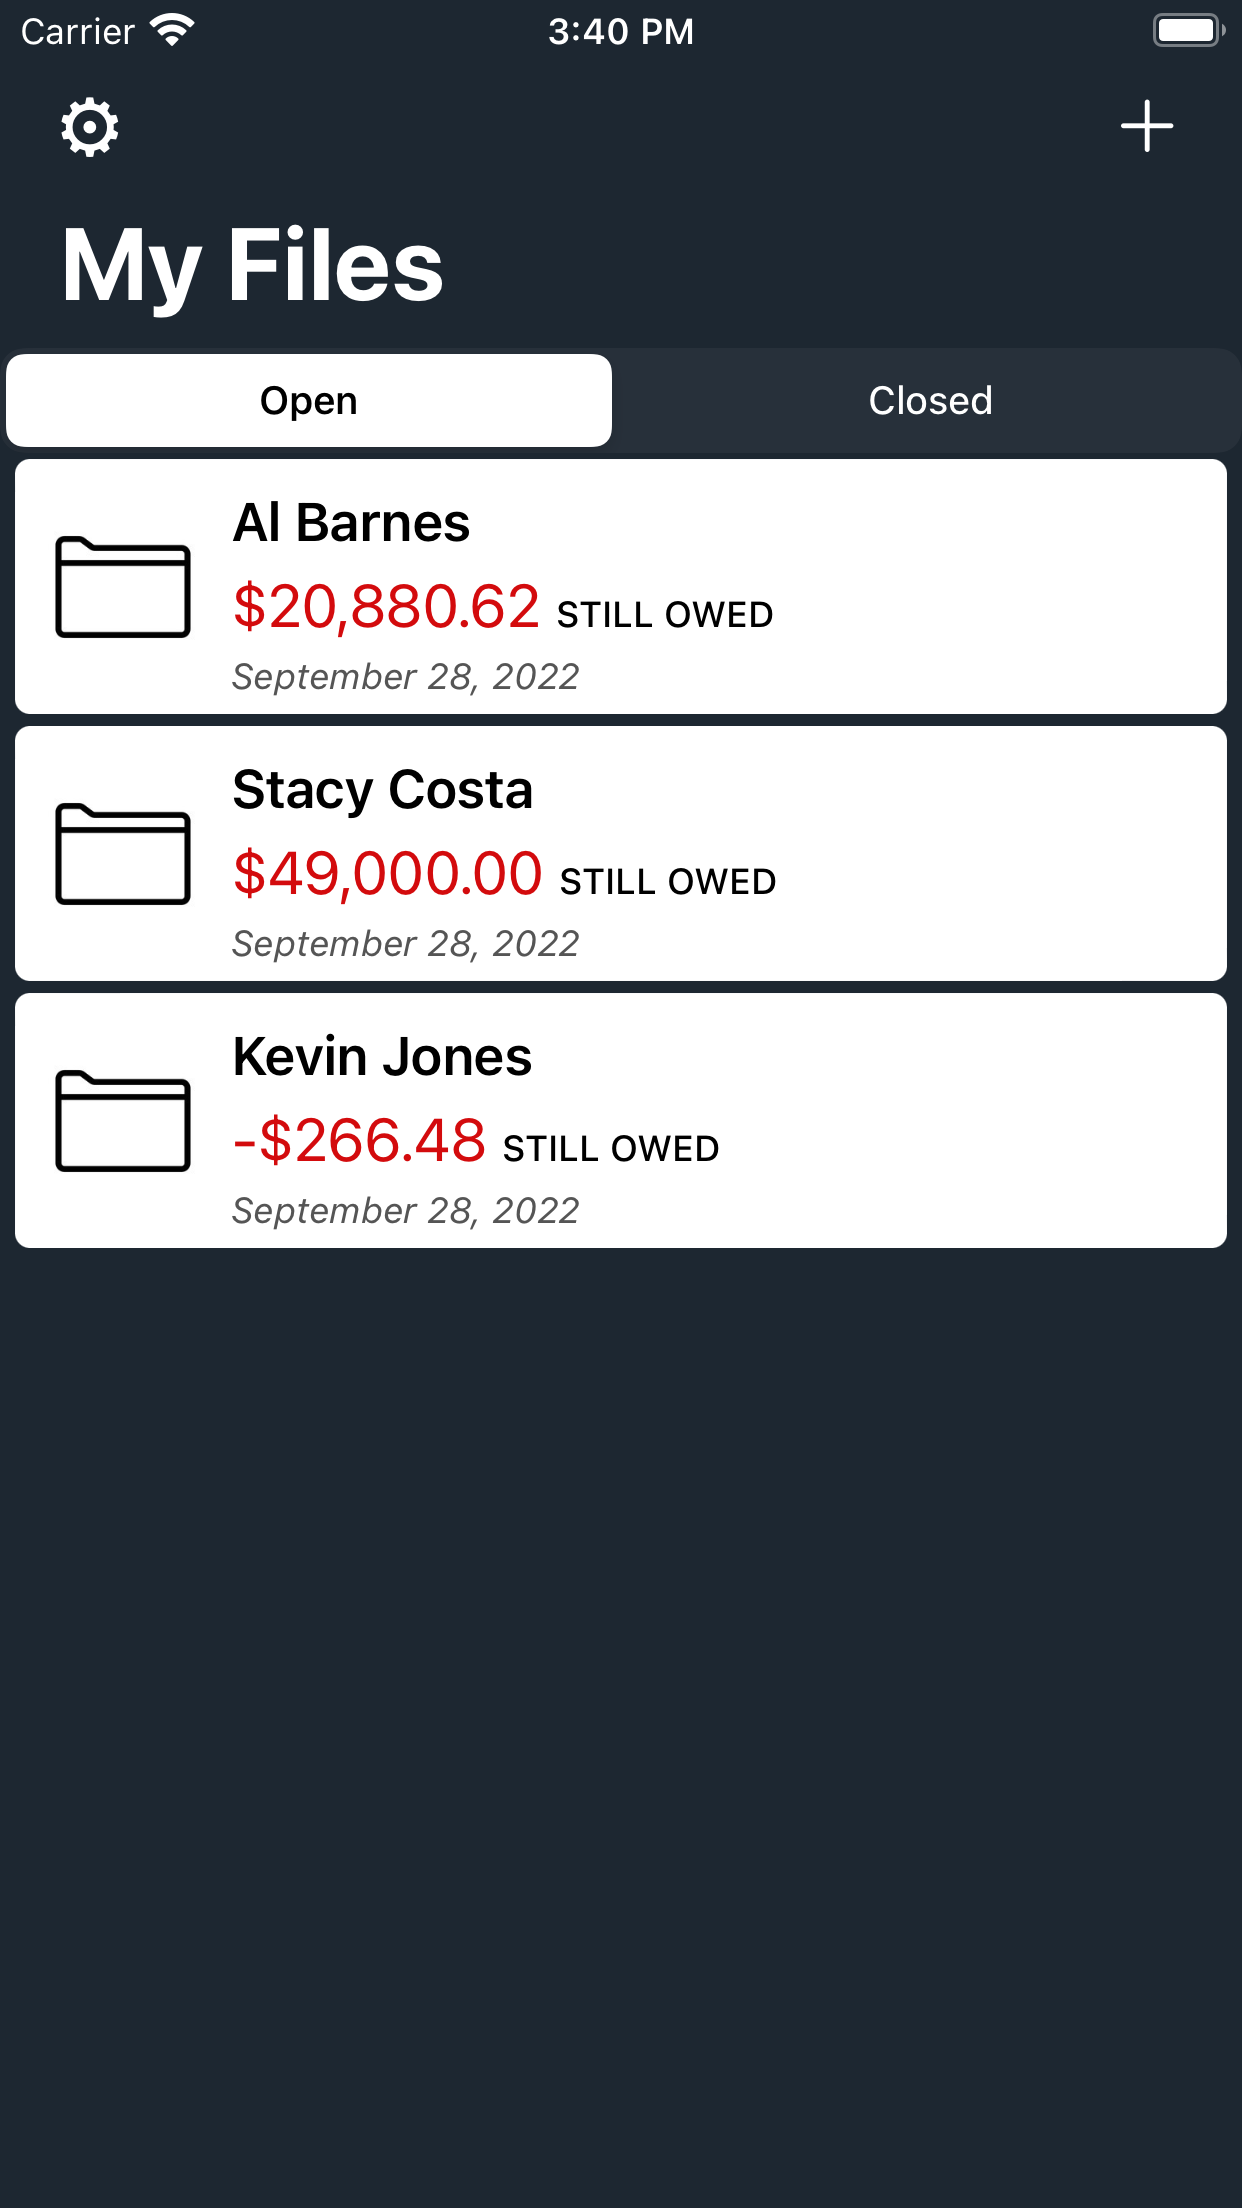 Carrier 3:40 PM
My Files
Open Closed
Al Barnes
$20,880.62 STILL OWED
September 28, 2022
Stacy Costa
$49,000.00 STILL OWED
September 28, 2022
Kevin Jones
-$266.48 STILL OWED
September 28, 2022